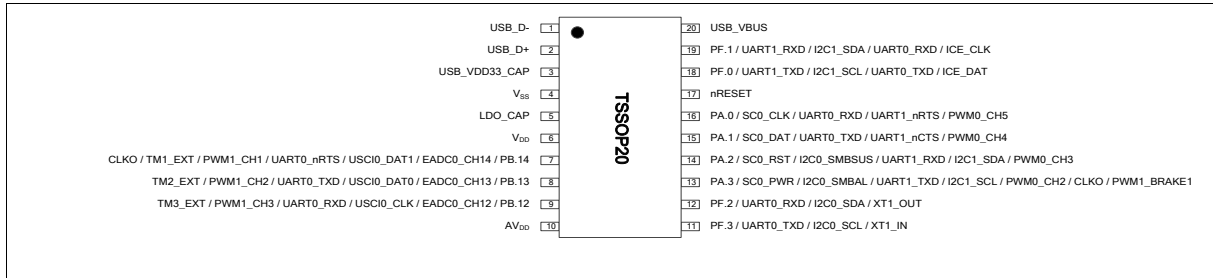 USB_D- 1
USB_D+ 2
USB_VDD33_CAP 3
VSS 4
LDO_CAP 5
VDD 6
CLKO / TM1_EXT / PWM1_CH1 / UART0_nRTS / USCI0_DAT1 / EADC0_CH14 / PB.14 7
TM2_EXT / PWM1_CH2 / UART0_TXD / USCI0_DAT0 / EADC0_CH13 / PB.13 8
TM3_EXT / PWM1_CH3 / UART0_RXD / USCI0_CLK / EADC0_CH12 / PB.12 9
AVDD 10
TSSOP20
20 USB_VBUS
19 PF.1 / UART1_RXD / I2C1_SDA / UART0_RXD / ICE_CLK
18 PF.0 / UART1_TXD / I2C1_SCL / UART0_TXD / ICE_DAT
17 nRESET
16 PA.0 / SC0_CLK / UART0_RXD / UART1_nRTS / PWM0_CH5
15 PA.1 / SC0_DAT / UART0_TXD / UART1_nCTS / PWM0_CH4
14 PA.2 / SC0_RST / I2C0_SMBSUS / UART1_RXD / I2C1_SDA / PWM0_CH3
13 PA.3 / SC0_PWR / I2C0_SMBAL / UART1_TXD / I2C1_SCL / PWM0_CH2 / CLKO / PWM1_BRAKE1
12 PF.2 / UART0_RXD / I2C0_SDA / XT1_OUT
11 PF.3 / UART0_TXD / I2C0_SCL / XT1_IN